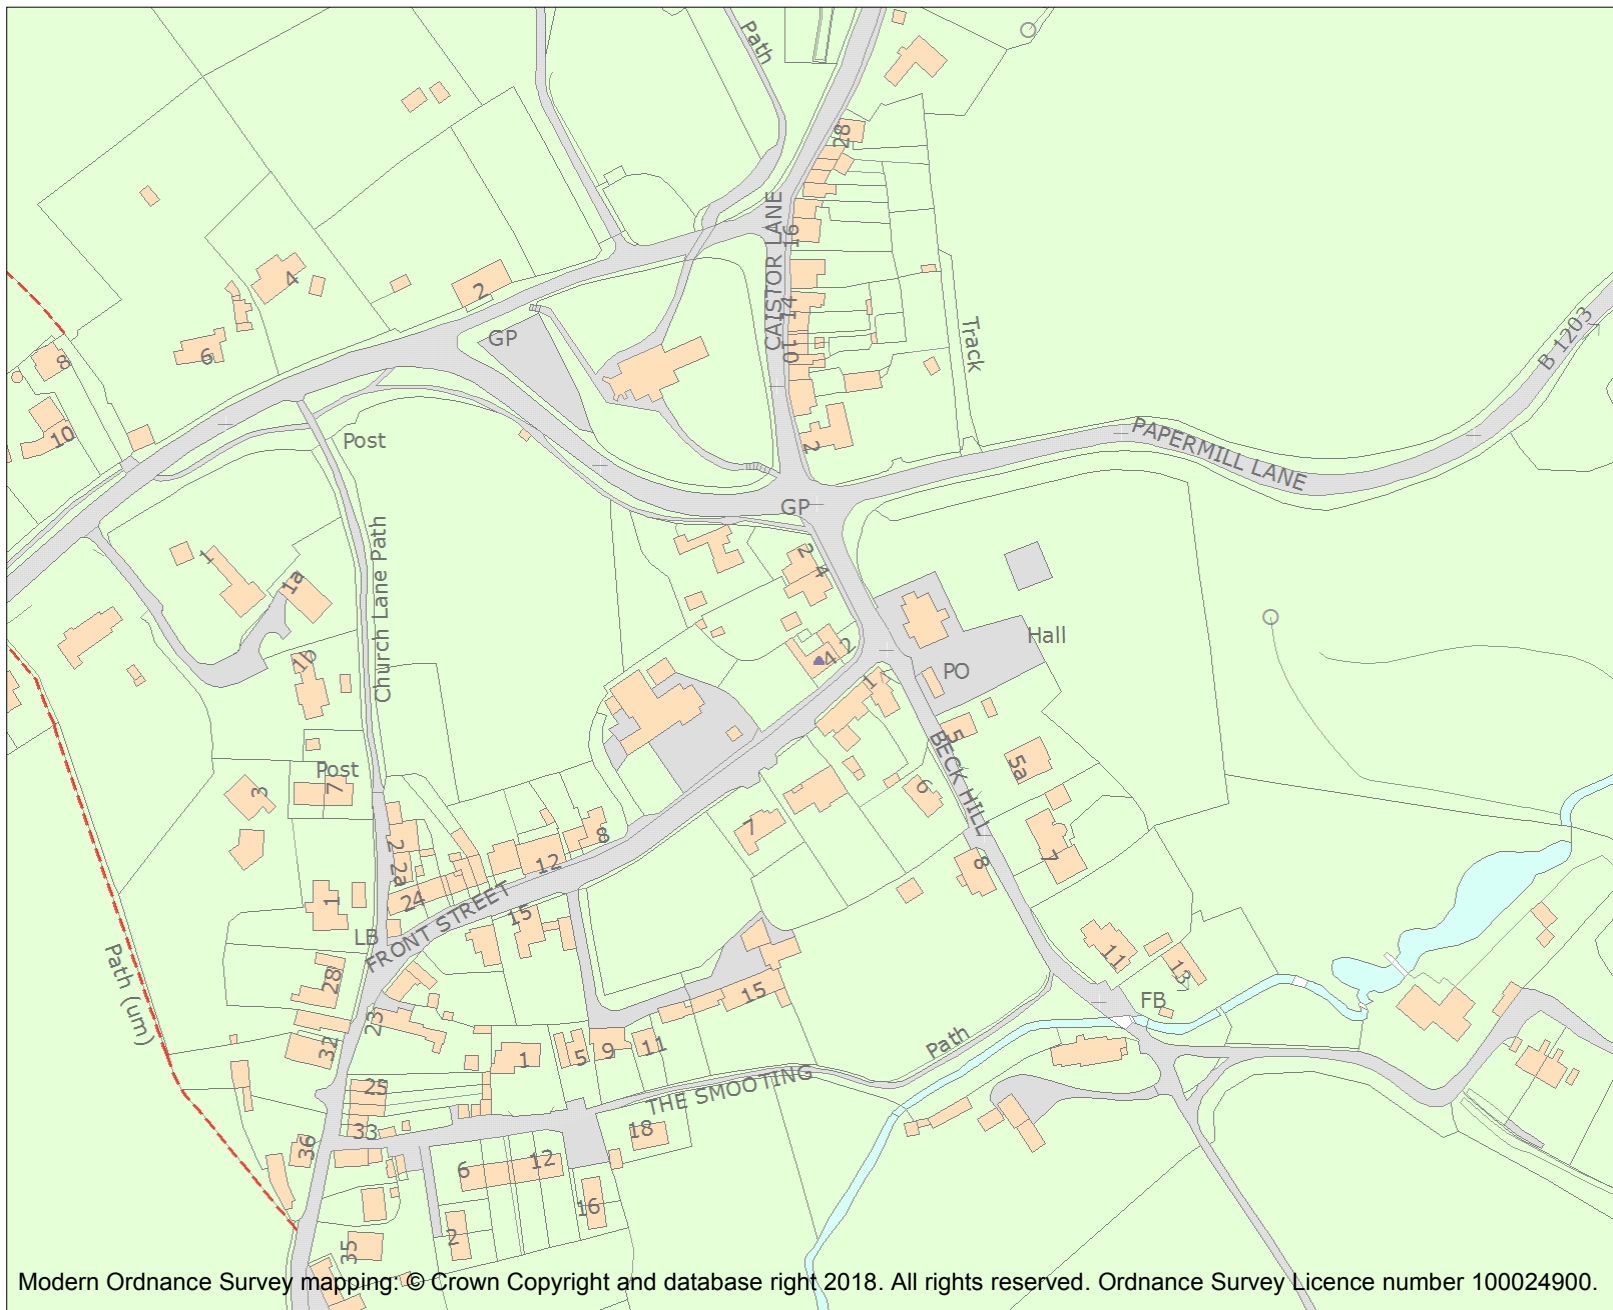 Path
28
CAISTOR LANE
16
4
2
14
GP
B 1203
Track
8
6
10
10
2
PAPERMILL LANE
Post
GP
1
1a
2
4
Church Lane Path
Hall
1b
4 2
PO
1
5
BECK HILL
5a
Post
7
3
6
7
8
2
12
7
8
2a
24
1
15
FRONT STREET
LB
11
13
28
Path (um)
15
FB
23
32
Path
11
9
5
1
25
THE SMOOTING
33
18
36
12
6
16
2
35
Modern Ordnance Survey mapping: © Crown Copyright and database right 2018. All rights reserved. Ordnance Survey Licence number 100024900.